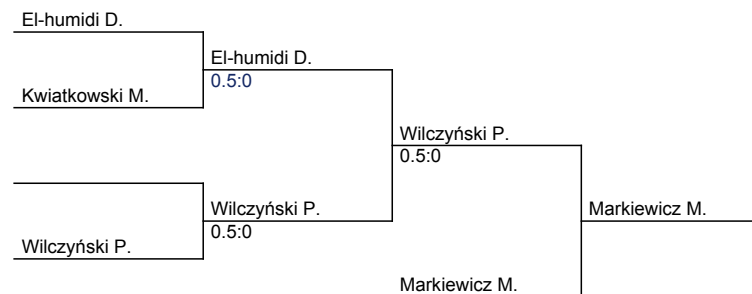 El-humidi D.
El-humidi D.
0.5:0
Kwiatkowski M.
Wilczyński P.
0.5:0
Wilczyński P.
0.5:0
Markiewicz M.
Wilczyński P.
Markiewicz M.